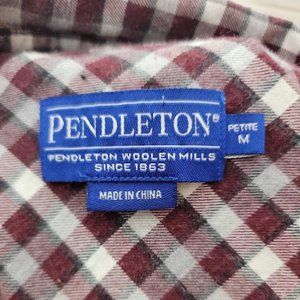 PENDLETON®
PENDLETON WOOLEN MILLS
SINCE 1863
PETITE
M
MADE IN CHINA